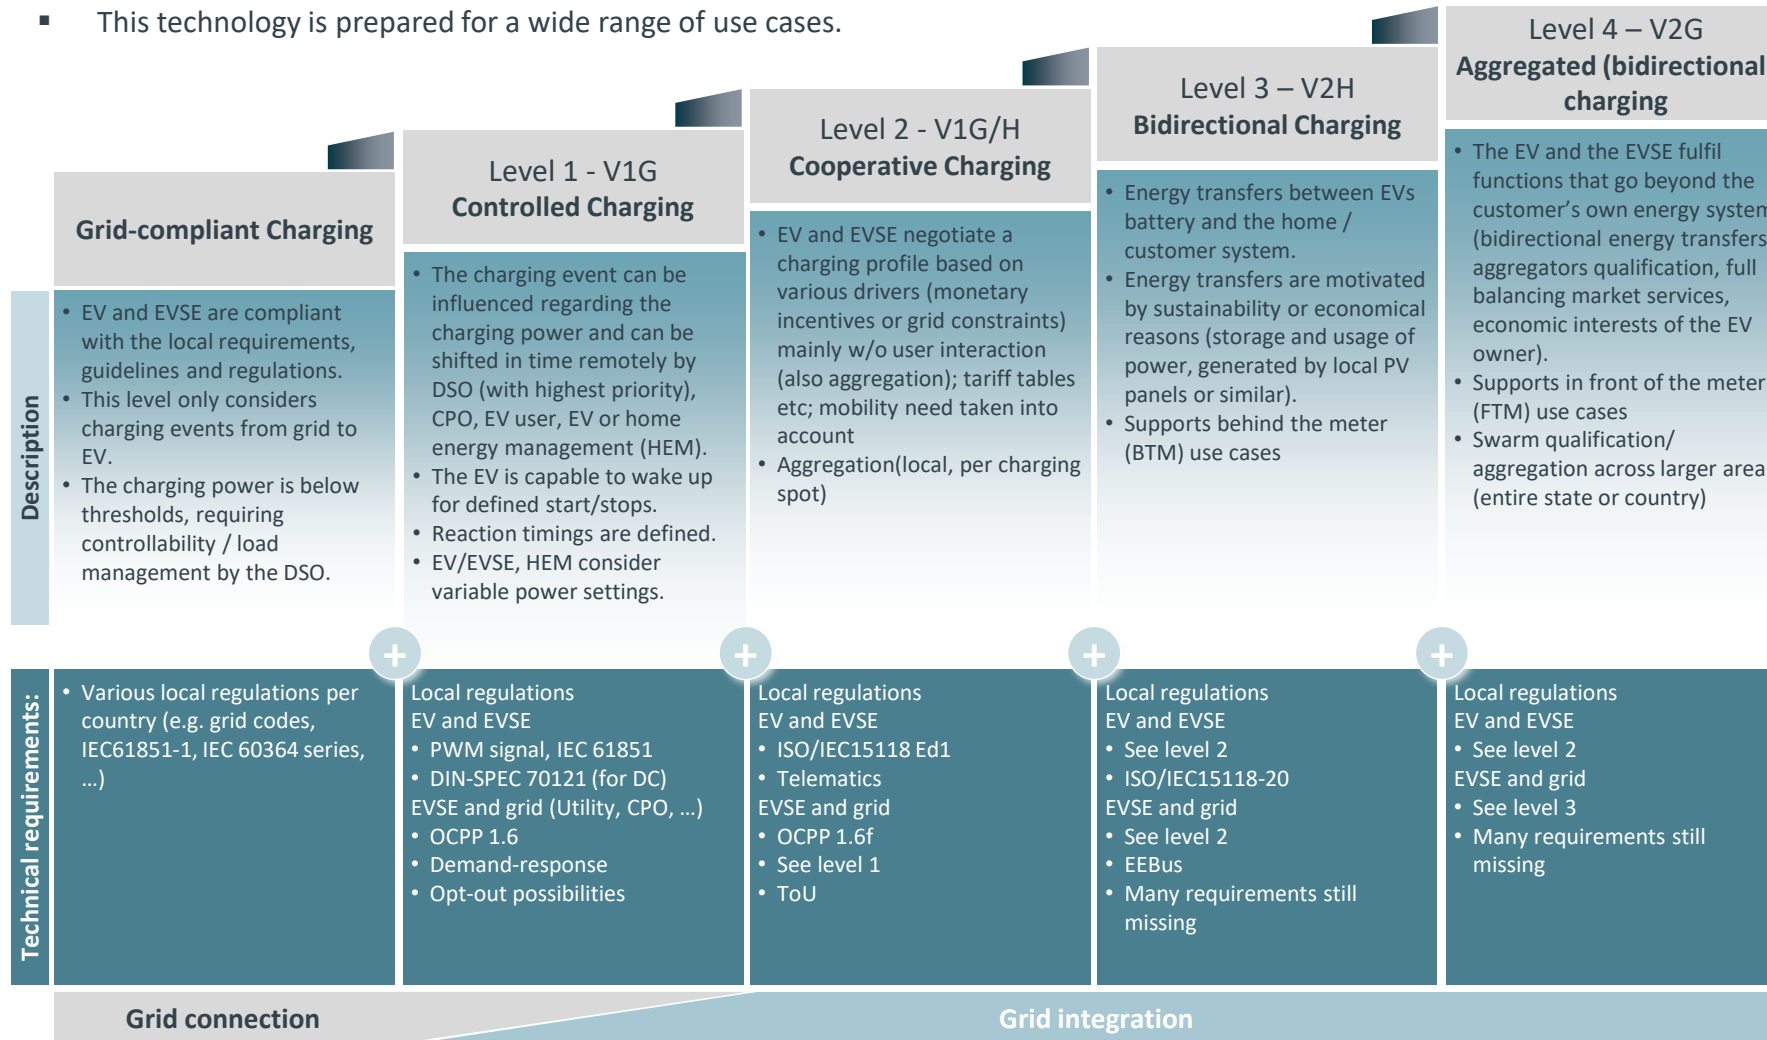 ▪ This technology is prepared for a wide range of use cases.
Grid-compliant Charging
Level 1 - V1G
Controlled Charging
Level 2 - V1G/H
Cooperative Charging
Level 3 – V2H
Bidirectional Charging
Level 4 – V2G
Aggregated (bidirectional
charging
Description
• EV and EVSE are compliant
with the local requirements,
guidelines and regulations.
• This level only considers
charging events from grid to
EV.
• The charging power is below
thresholds, requiring
controllability / load
management by the DSO.
• The charging event can be
influenced regarding the
charging power and can be
shifted in time remotely by
DSO (with highest priority),
CPO, EV user, EV or home
energy management (HEM).
• The EV is capable to wake up
for defined start/stops.
• Reaction timings are defined.
• EV/EVSE, HEM consider
variable power settings.
• EV and EVSE negotiate a
charging profile based on
various drivers (monetary
incentives or grid constraints)
mainly w/o user interaction
(also aggregation); tariff tables
etc; mobility need taken into
account
• Aggregation(local, per charging
spot)
• Energy transfers between EVs
battery and the home /
customer system.
• Energy transfers are motivated
by sustainability or economical
reasons (storage and usage of
power, generated by local PV
panels or similar).
• Supports behind the meter
(BTM) use cases
• The EV and the EVSE fulfil
functions that go beyond the
customer's own energy system
(bidirectional energy transfers
aggregators qualification, full
balancing market services,
economic interests of the EV
owner).
• Supports in front of the meter
(FTM) use cases
• Swarm qualification/
aggregation across larger area
(entire state or country)
+
+
+
+
Technical requirements:
• Various local regulations per
country (e.g. grid codes,
IEC61851-1, IEC 60364 series,
…)
Local regulations
EV and EVSE
• PWM signal, IEC 61851
• DIN-SPEC 70121 (for DC)
EVSE and grid (Utility, CPO, …)
• OCPP 1.6
• Demand-response
• Opt-out possibilities
Local regulations
EV and EVSE
• ISO/IEC15118 Ed1
• Telematics
EVSE and grid
• OCPP 1.6f
• See level 1
• ToU
Local regulations
EV and EVSE
• See level 2
• ISO/IEC15118-20
EVSE and grid
• See level 2
• EEBus
• Many requirements still
missing
Local regulations
EV and EVSE
• See level 2
EVSE and grid
• See level 3
• Many requirements still
missing
Grid connection
Grid integration